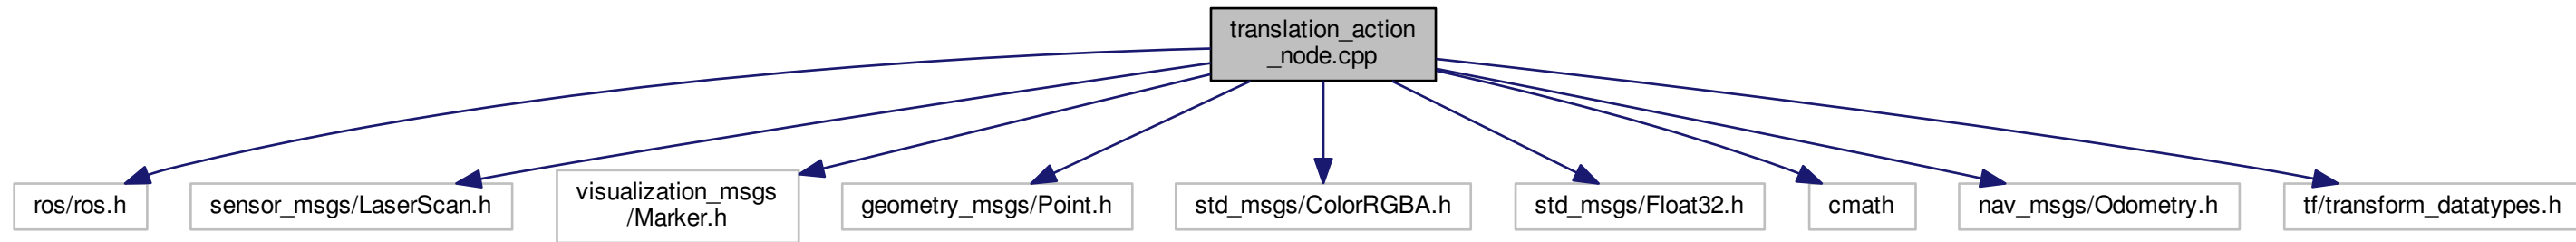 translation_action
_node.cpp
ros/ros.h
sensor_msgs/LaserScan.h
visualization_msgs
/Marker.h
geometry_msgs/Point.h
std_msgs/ColorRGBA.h
std_msgs/Float32.h
cmath
nav_msgs/Odometry.h
tf/transform_datatypes.h